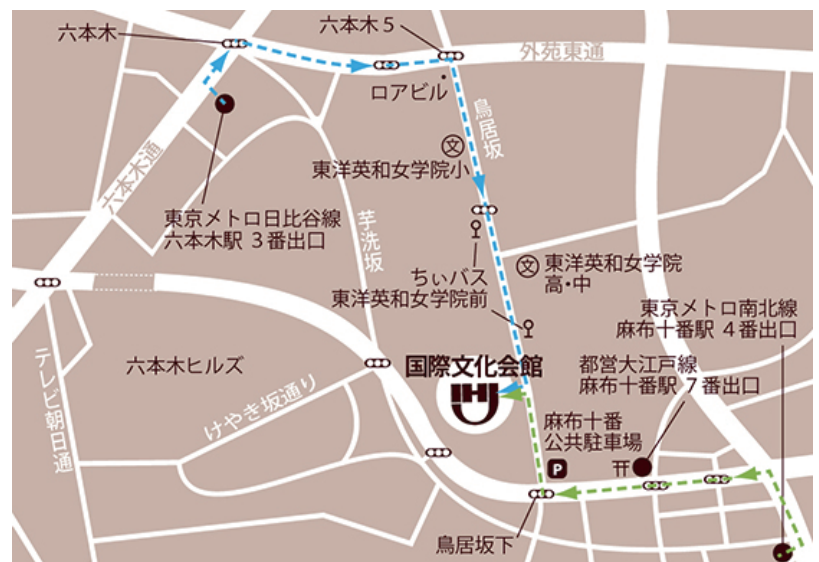 六本木
六本木 5
外苑東通
ロアビル
鳥居坂
文
東洋英和女学院小
六本木通
東京メトロ日比谷線
六本木駅 3番出口
芋洗坂
ちぃバス
東洋英和女学院前
文
東洋英和女学院
高・中
東京メトロ南北線
麻布十番駅 4番出口
テレビ朝日通
六本木ヒルズ
けやき坂通り
国際文化会館
IHJ
都営大江戸線
麻布十番駅 7番出口
麻布十番
公共駐車場
P
鳥居坂下